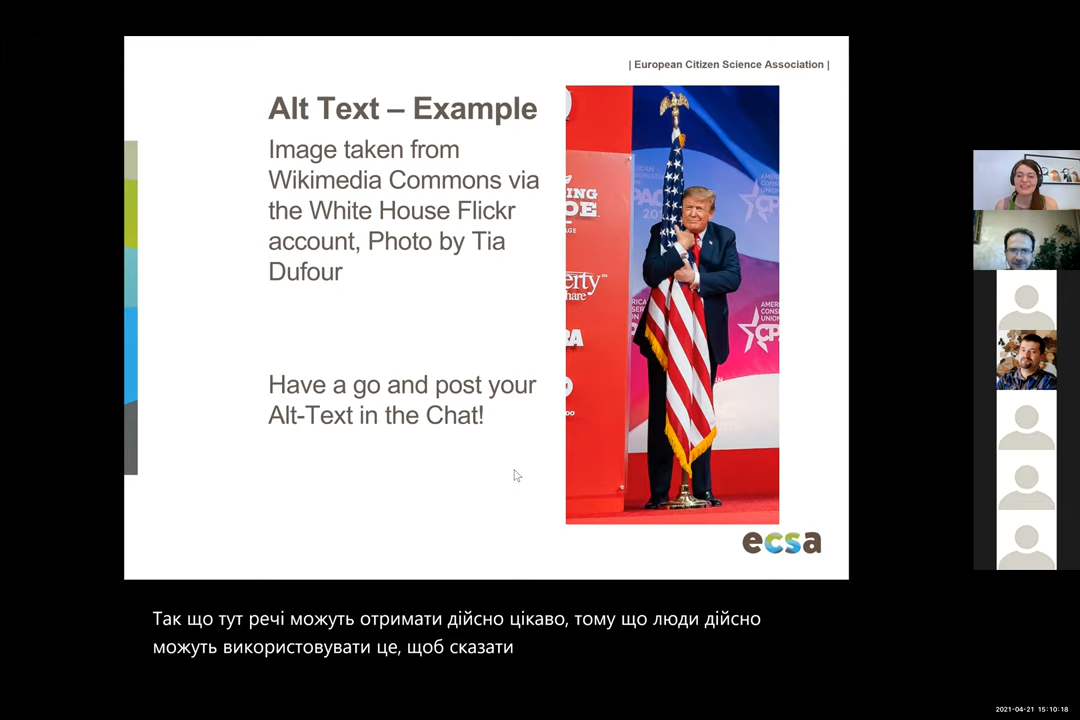 | European Citizen Science Association |
Alt Text – Example
Image taken from
Wikimedia Commons via
the White House Flickr
account, Photo by Tia
Dufour
Have a go and post your
Alt-Text in the Chat!
ecsa
Так що тут речі можуть отримати дійсно цікаво, тому що люди дійсно
можуть використовувати це, щоб сказати
2021-04-21 15:10:18